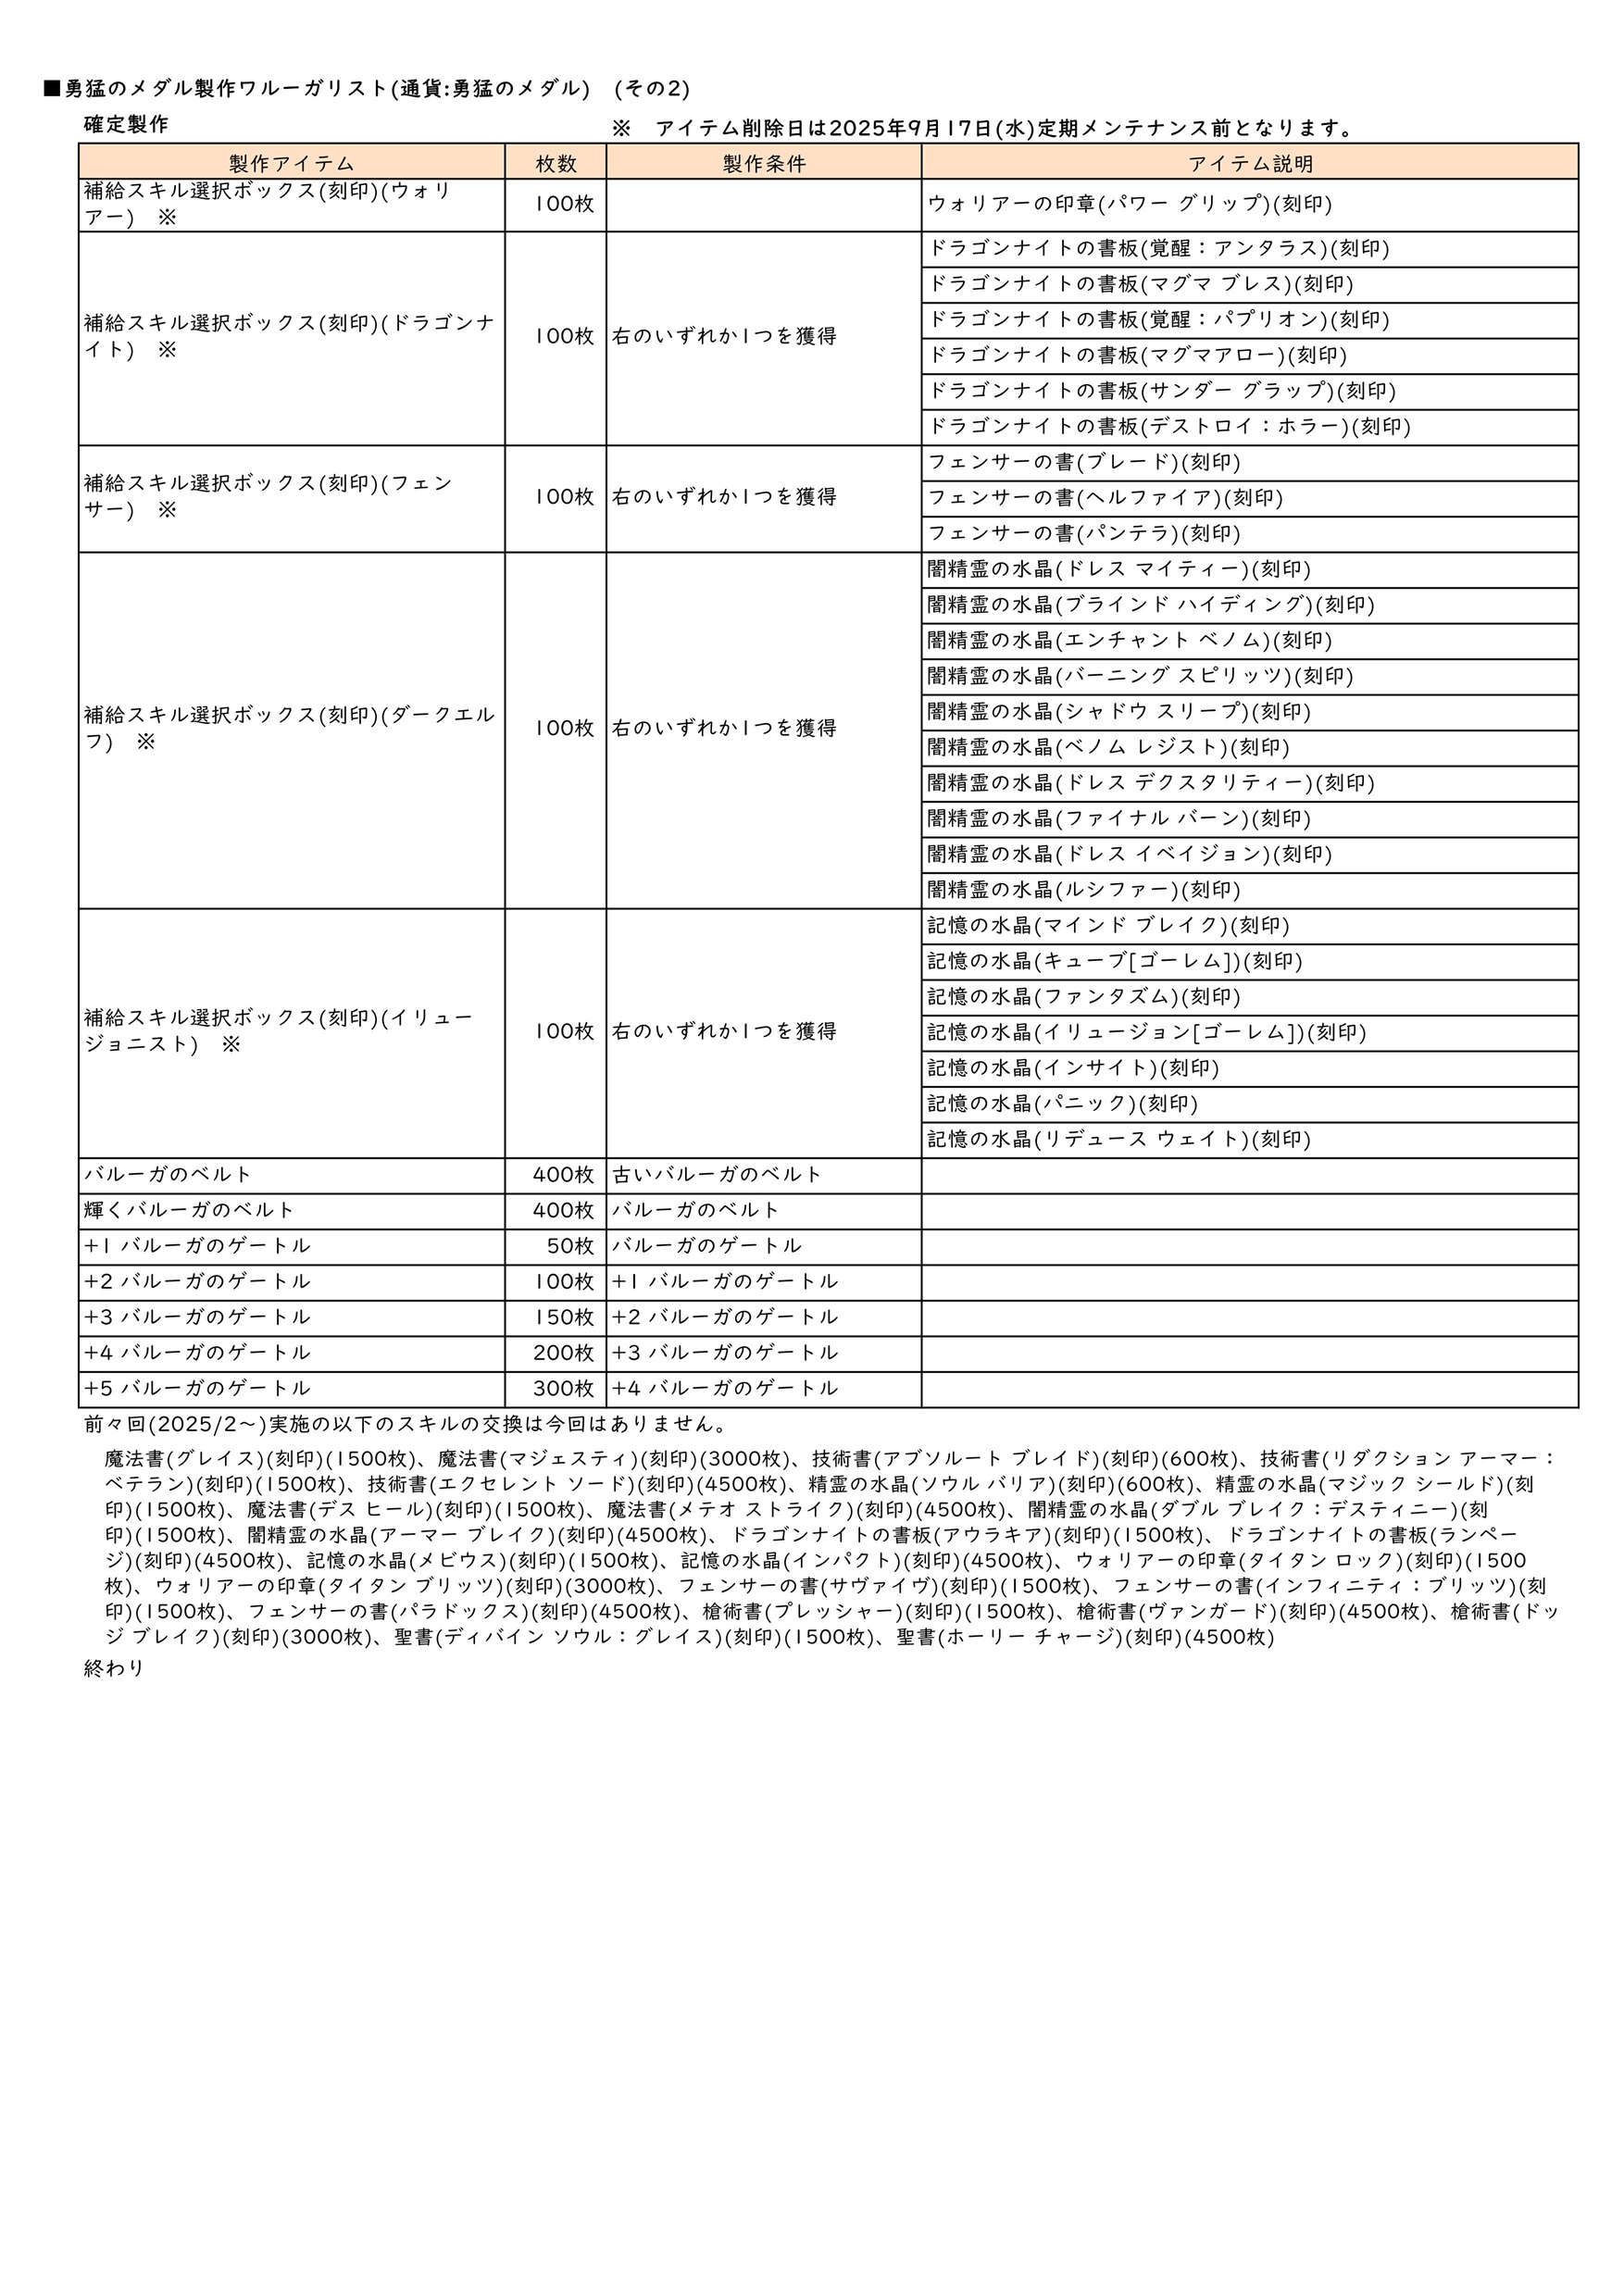 ■勇猛のメダル製作ワルーガリスト(通貨:勇猛のメダル)　(その2)
確定製作
※　アイテム削除日は2025年9月17日(水)定期メンテナンス前となります。
製作アイテム 枚数 製作条件 アイテム説明
補給スキル選択ボックス(刻印)(ウォリ
アー)　※
100枚
ウォリアーの印章(パワー グリップ)(刻印)
補給スキル選択ボックス(刻印)(ドラゴンナ
イト)　※
100枚 右のいずれか1つを獲得
ドラゴンナイトの書板(覚醒：アンタラス)(刻印)
ドラゴンナイトの書板(マグマ ブレス)(刻印)
ドラゴンナイトの書板(覚醒：パプリオン)(刻印)
ドラゴンナイトの書板(マグマアロー)(刻印)
ドラゴンナイトの書板(サンダー グラップ)(刻印)
ドラゴンナイトの書板(デストロイ：ホラー)(刻印)
補給スキル選択ボックス(刻印)(フェン
サー)　※
100枚 右のいずれか1つを獲得
フェンサーの書(ブレード)(刻印)
フェンサーの書(ヘルファイア)(刻印)
フェンサーの書(パンテラ)(刻印)
補給スキル選択ボックス(刻印)(ダークエル
フ)　※
100枚 右のいずれか1つを獲得
闇精霊の水晶(ドレス マイティー)(刻印)
闇精霊の水晶(ブラインド ハイディング)(刻印)
闇精霊の水晶(エンチャント ベノム)(刻印)
闇精霊の水晶(バーニング スピリッツ)(刻印)
闇精霊の水晶(シャドウ スリープ)(刻印)
闇精霊の水晶(ベノム レジスト)(刻印)
闇精霊の水晶(ドレス デクスタリティー)(刻印)
闇精霊の水晶(ファイナル バーン)(刻印)
闇精霊の水晶(ドレス イベイジョン)(刻印)
闇精霊の水晶(ルシファー)(刻印)
補給スキル選択ボックス(刻印)(イリュー
ジョニスト)　※
100枚 右のいずれか1つを獲得
記憶の水晶(マインド ブレイク)(刻印)
記憶の水晶(キューブ[ゴーレム])(刻印)
記憶の水晶(ファンタズム)(刻印)
記憶の水晶(イリュージョン[ゴーレム])(刻印)
記憶の水晶(インサイト)(刻印)
記憶の水晶(パニック)(刻印)
記憶の水晶(リデュース ウェイト)(刻印)
バルーガのベルト 400枚 古いバルーガのベルト
輝くバルーガのベルト 400枚 バルーガのベルト
+1 バルーガのゲートル 50枚 バルーガのゲートル
+2 バルーガのゲートル 100枚 +1 バルーガのゲートル
+3 バルーガのゲートル 150枚 +2 バルーガのゲートル
+4 バルーガのゲートル 200枚 +3 バルーガのゲートル
+5 バルーガのゲートル 300枚 +4 バルーガのゲートル
前々回(2025/2～)実施の以下のスキルの交換は今回はありません。
魔法書(グレイス)(刻印)(1500枚)、魔法書(マジェスティ)(刻印)(3000枚)、技術書(アブソルート ブレイド)(刻印)(600枚)、技術書(リダクション アーマー：
ベテラン)(刻印)(1500枚)、技術書(エクセレント ソード)(刻印)(4500枚)、精霊の水晶(ソウル バリア)(刻印)(600枚)、精霊の水晶(マジック シールド)(刻
印)(1500枚)、魔法書(デス ヒール)(刻印)(1500枚)、魔法書(メテオ ストライク)(刻印)(4500枚)、闇精霊の水晶(ダブル ブレイク：デスティニー)(刻
印)(1500枚)、闇精霊の水晶(アーマー ブレイク)(刻印)(4500枚)、ドラゴンナイトの書板(アウラキア)(刻印)(1500枚)、ドラゴンナイトの書板(ランペー
ジ)(刻印)(4500枚)、記憶の水晶(メビウス)(刻印)(1500枚)、記憶の水晶(インパクト)(刻印)(4500枚)、ウォリアーの印章(タイタン ロック)(刻印)(1500
枚)、ウォリアーの印章(タイタン ブリッツ)(刻印)(3000枚)、フェンサーの書(サヴァイヴ)(刻印)(1500枚)、フェンサーの書(インフィニティ：ブリッツ)(刻
印)(1500枚)、フェンサーの書(パラドックス)(刻印)(4500枚)、槍術書(プレッシャー)(刻印)(1500枚)、槍術書(ヴァンガード)(刻印)(4500枚)、槍術書(ドッ
ジ ブレイク)(刻印)(3000枚)、聖書(ディバイン ソウル：グレイス)(刻印)(1500枚)、聖書(ホーリー チャージ)(刻印)(4500枚)
終わり